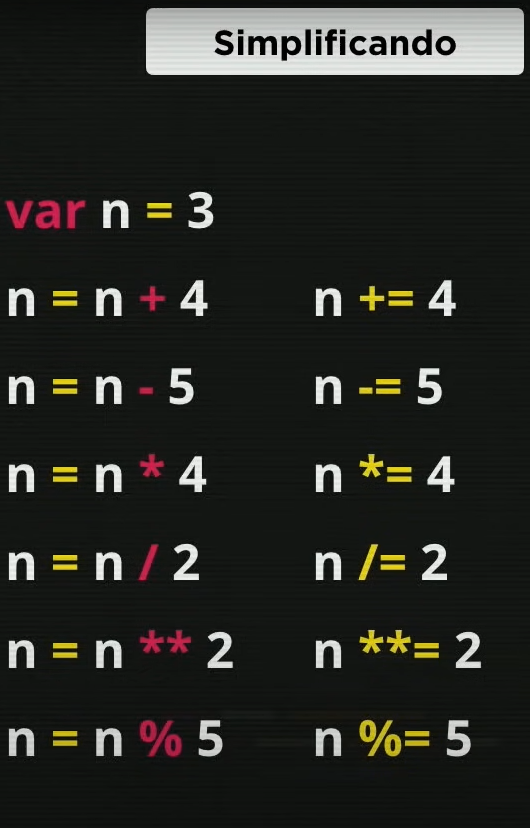 Simplificando
var n = 3
n = n + 4 n += 4
n = n - 5 n -= 5
n = n * 4 n *= 4
n = n / 2 n /= 2
n = n ** 2 n **= 2
n = n % 5 n %= 5